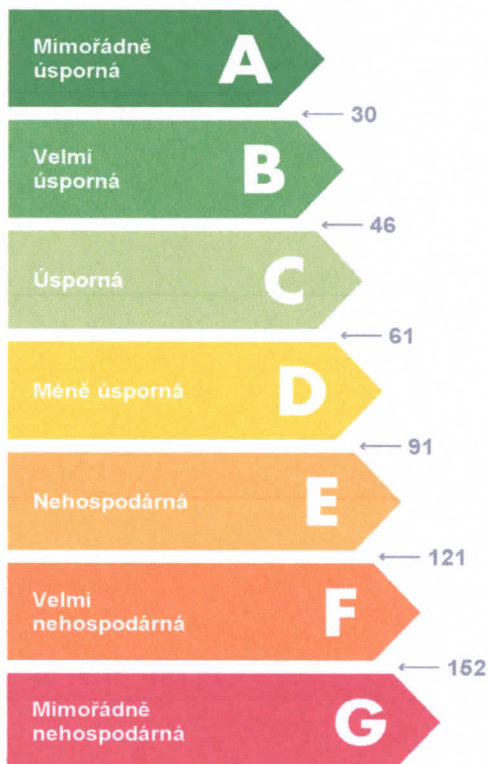 Mimořádně
úsporná
A
← 30
Velmi
úsporná
B
← 46
Úsporná
C
← 61
Méně úsporná
D
← 91
Nehospodárná
E
← 121
Velmi
nehospodárná
F
← 152
Mimořádně
nehospodárná
G